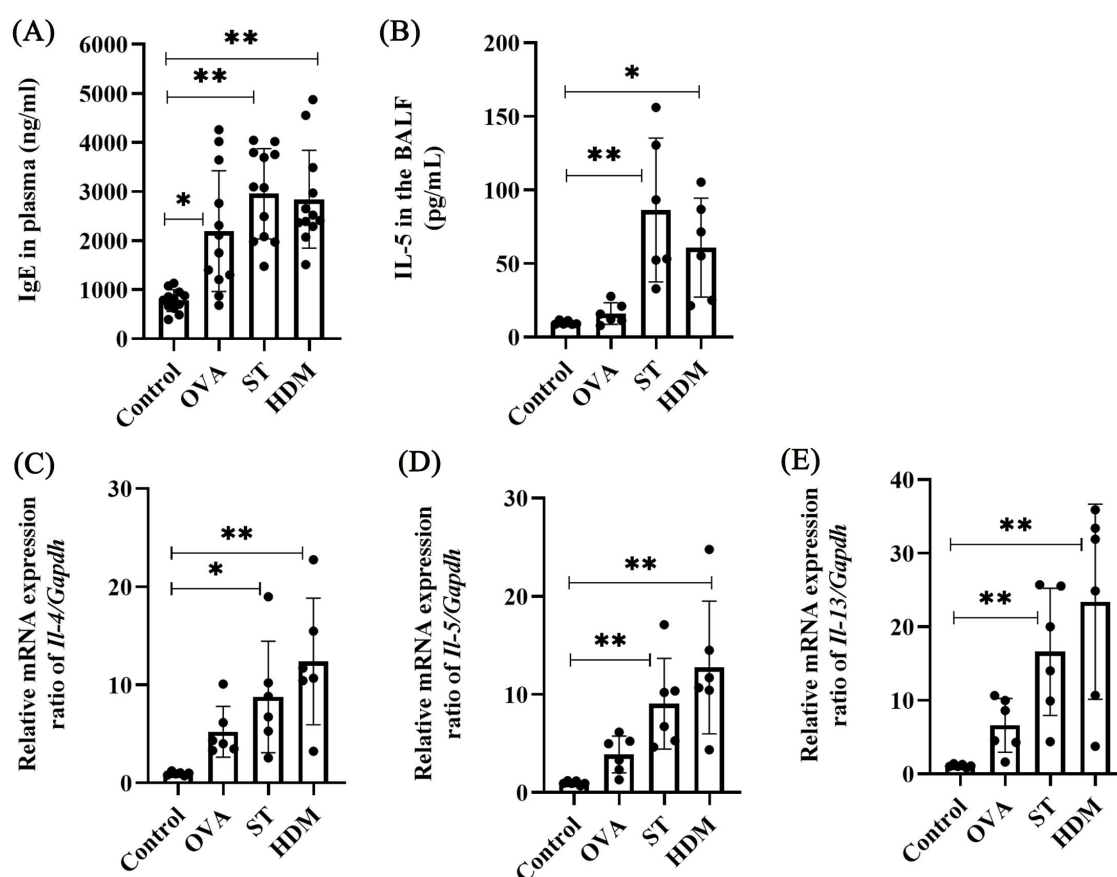 (A)
IgE in plasma (ng/ml)
6000
5000
4000
3000
2000
1000
0
**
**
*
Control
OVA
ST
HDM
(B)
IL-5 in the BALF
(pg/mL)
200
150
100
50
0
*
**
Control
OVA
ST
HDM
(C)
Relative mRNA expression
ratio of Il-4/Gapdh
30
20
10
0
**
*
Control
OVA
ST
HDM
(D)
Relative mRNA expression
ratio of Il-5/Gapdh
30
20
10
0
**
**
Control
OVA
ST
HDM
(E)
Relative mRNA expression
ratio of Il-13/Gapdh
40
30
20
10
0
**
**
Control
OVA
ST
HDM